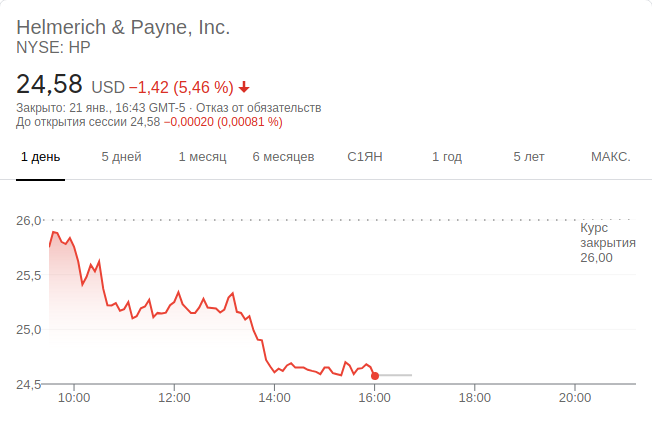 Helmerich & Payne, Inc.
NYSE: HP
24,58 USD −1,42 (5,46 %)
Закрыто: 21 янв., 16:43 GMT-5 · Отказ от обязательств
До открытия сессии 24,58 −0,00020 (0,00081 %)
1 день 5 дней 1 месяц 6 месяцев С1ЯН 1 год 5 лет МАКС.
26,0
Курс
закрытия
26,00
25,5
25,0
24,5
10:00 12:00 14:00 16:00 18:00 20:00